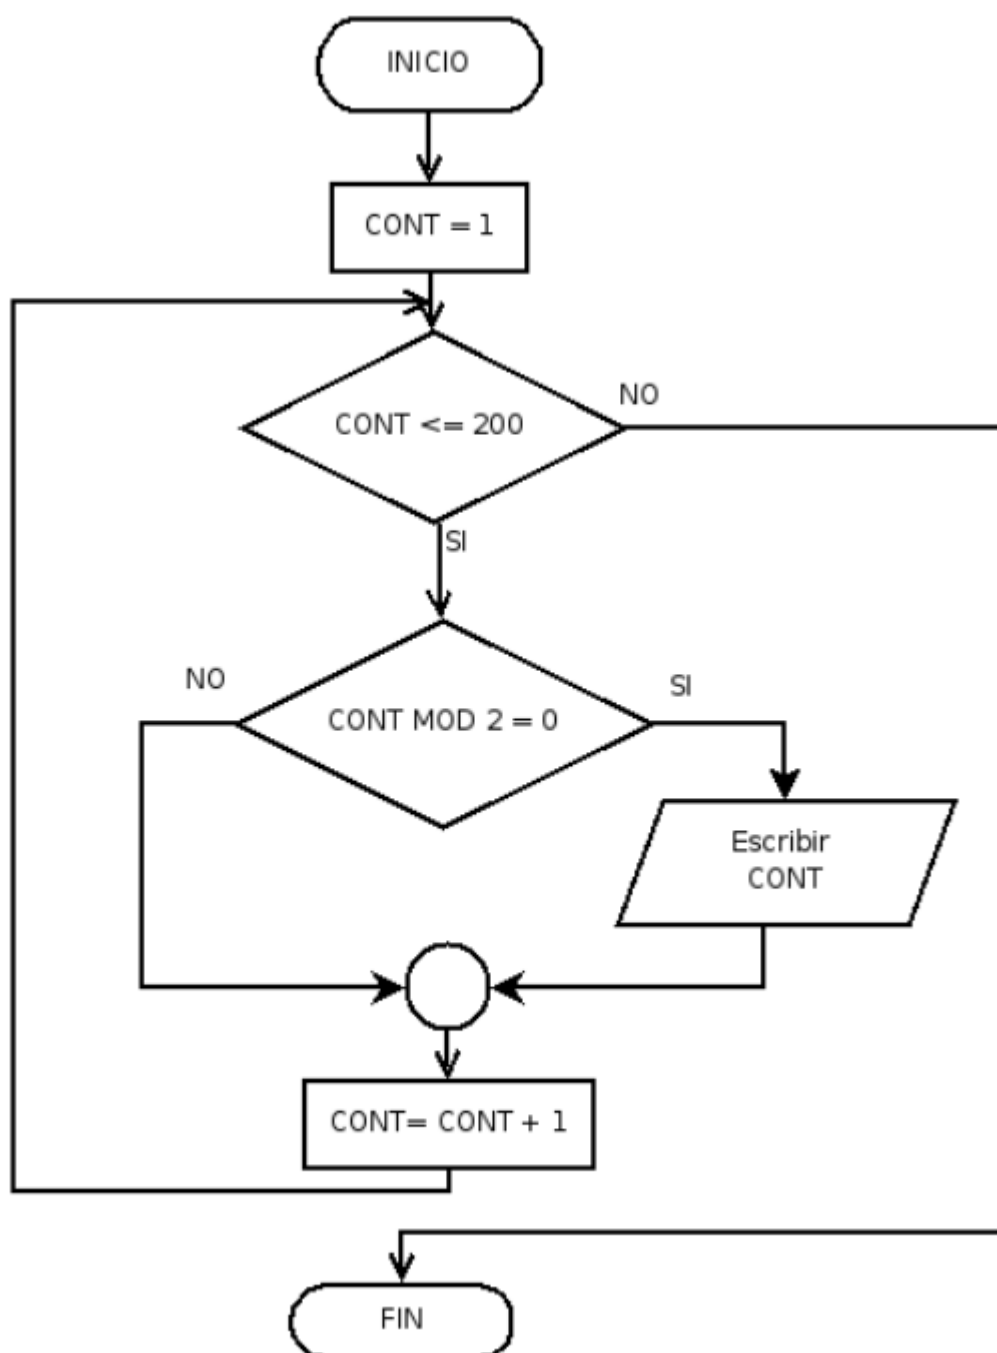 INICIO
CONT = 1
CONT <= 200
NO
SI
CONT MOD 2 = 0
NO
SI
Escribir
CONT
CONT= CONT + 1
FIN